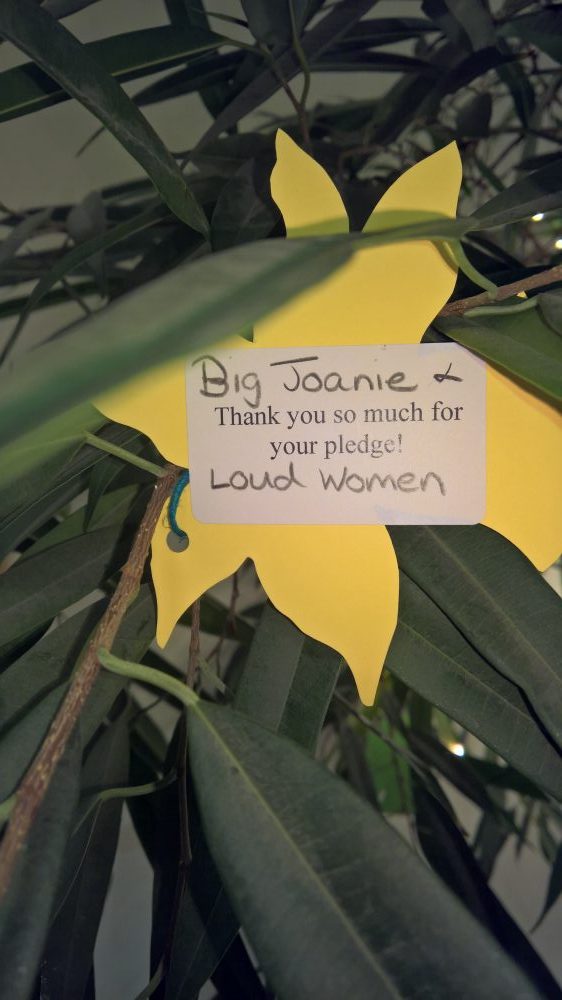 Big Joanie &
Thank you so much for
your pledge!
Loud Women